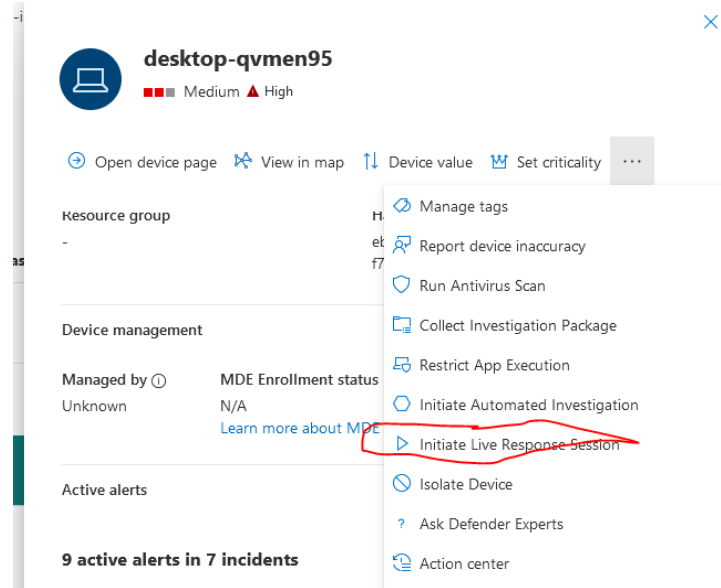 -i
desktop-qvmen95
Medium High
Open device page View in map Device value Set criticality ...
Manage tags
Resource group
-
eb
f7
Report device inaccuracy
as
Run Antivirus Scan
Collect Investigation Package
Device management
Restrict App Execution
Managed by MDE Enrollment status
Unknown N/A
Learn more about MDE
Initiate Automated Investigation
Initiate Live Response Session
Active alerts
Isolate Device
Ask Defender Experts
9 active alerts in 7 incidents
Action center